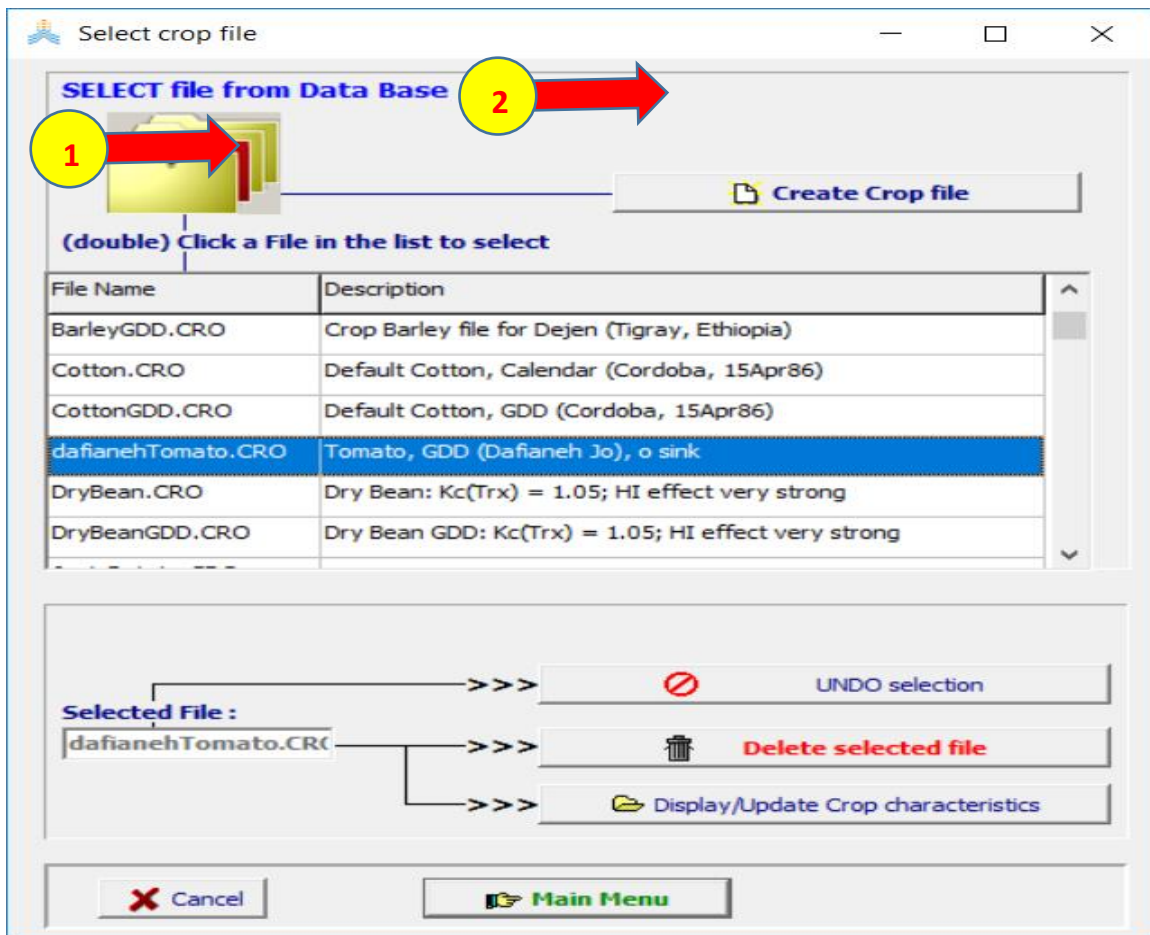 Select crop file
SELECT file from Data Base
2
1
Create Crop file
(double) Click a File in the list to select
File Name Description
BarleyGDD.CRO Crop Barley file for Dejen (Tigray, Ethiopia)
Cotton.CRO Default Cotton, Calendar (Cordoba, 15Apr86)
CottonGDD.CRO Default Cotton, GDD (Cordoba, 15Apr86)
dafianehTomato.CRO Tomato, GDD (Dafianeh Jo), o sink
DryBean.CRO Dry Bean: Kc(Trx) = 1.05; HI effect very strong
DryBeanGDD.CRO Dry Bean GDD: Kc(Trx) = 1.05; HI effect very strong
>>> UNDO selection
Selected File :
dafianehTomato.CR >>> Delete selected file
>>> Display/Update Crop characteristics
Cancel Main Menu